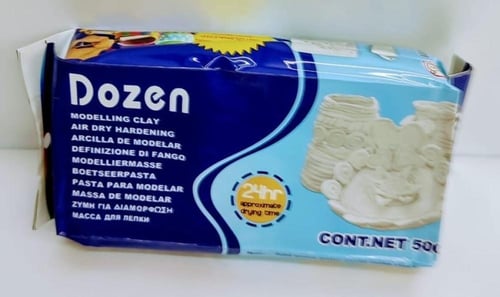 Dozen
MODELLING CLAY
AIR DRY HARDENING
ARCILLA DE MODELAR
DEFINIZIONE DI FANGO
MODELLIERMASSE
BOETSEERPASTA
PASTA PARA MODELAR
MASSA DE MODELAR
ΖΥΜΗ ΓΙΑ ΔΙΑΜΟΡΦΩΣΗ
МАССА ДЛЯ ЛЕПКИ
24hr
approximate
drying time
CONT.NET 500